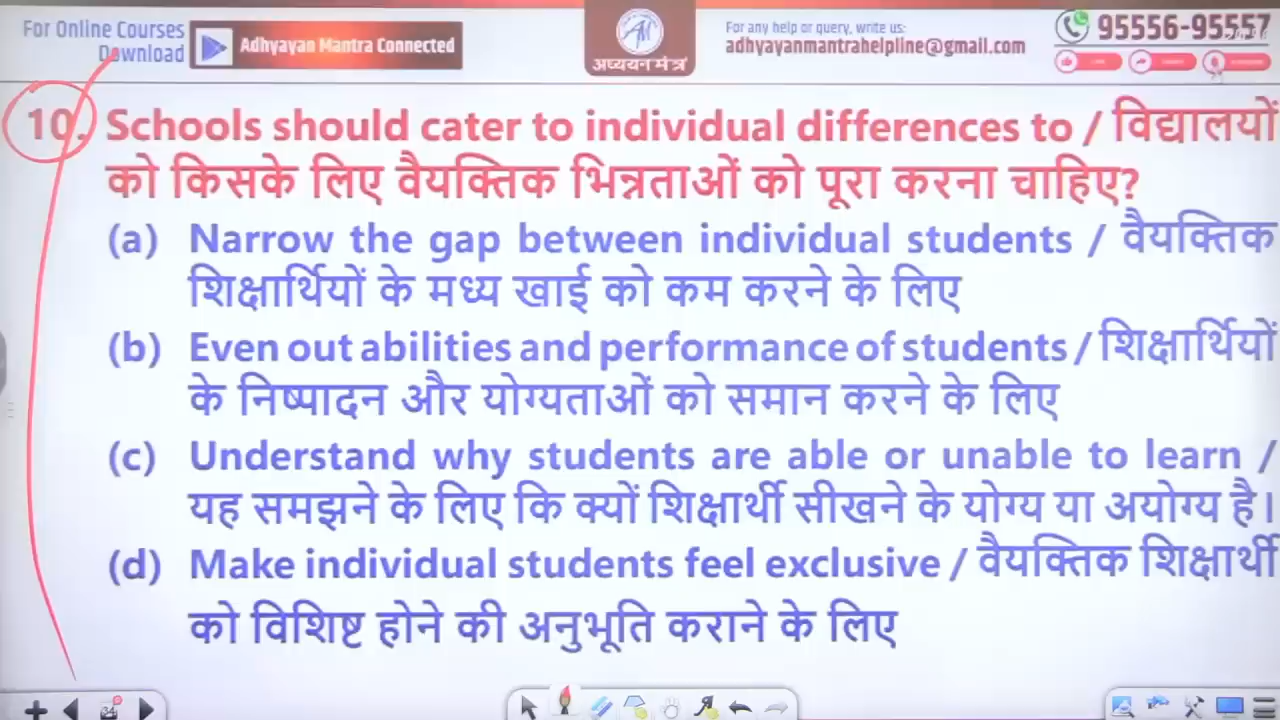 For Online Courses
Download
Adhyayan Mantra Connected
अध्ययन मंत्र
For any help or query, write us:
adhyayanmantrahelpline@gmail.com
95556-95557
10. Schools should cater to individual differences to / विद्यालयों
को किसके लिए वैयक्तिक भिन्नताओं को पूरा करना चाहिए?
(a) Narrow the gap between individual students / वैयक्तिक
शिक्षार्थियों के मध्य खाई को कम करने के लिए
(b) Even out abilities and performance of students / शिक्षार्थियों
के निष्पादन और योग्यताओं को समान करने के लिए
(c) Understand why students are able or unable to learn /
यह समझने के लिए कि क्यों शिक्षार्थी सीखने के योग्य या अयोग्य है।
(d) Make individual students feel exclusive / वैयक्तिक शिक्षार्थी
को विशिष्ट होने की अनुभूति कराने के लिए